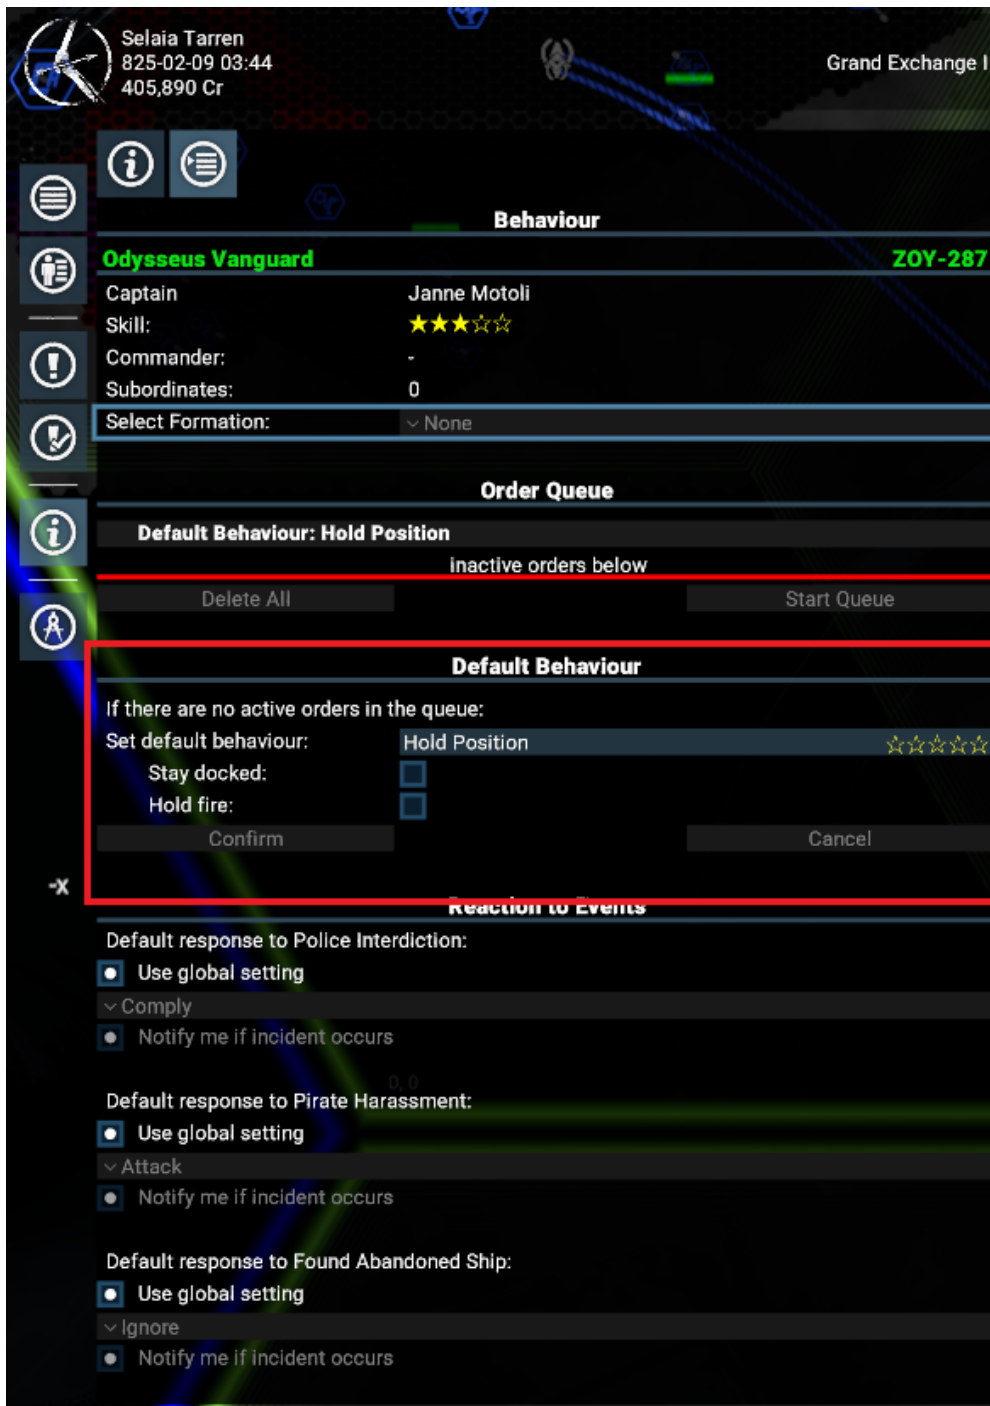 Selaia Tarren
825-02-09 03:44
405,890 Cr
Grand Exchange I
Behaviour
Odysseus Vanguard ZOY-287
Captain Janne Motoli
Skill:
Commander: -
Subordinates: 0
Select Formation: None
Order Queue
Default Behaviour: Hold Position
inactive orders below
Delete All Start Queue
Default Behaviour
If there are no active orders in the queue:
Set default behaviour: Hold Position
Stay docked:
Hold fire:
Confirm Cancel
-X
Reaction to Events
Default response to Police Interdiction:
Use global setting
Comply
Notify me if incident occurs
0, 0
Default response to Pirate Harassment:
Use global setting
Attack
Notify me if incident occurs
Default response to Found Abandoned Ship:
Use global setting
Ignore
Notify me if incident occurs